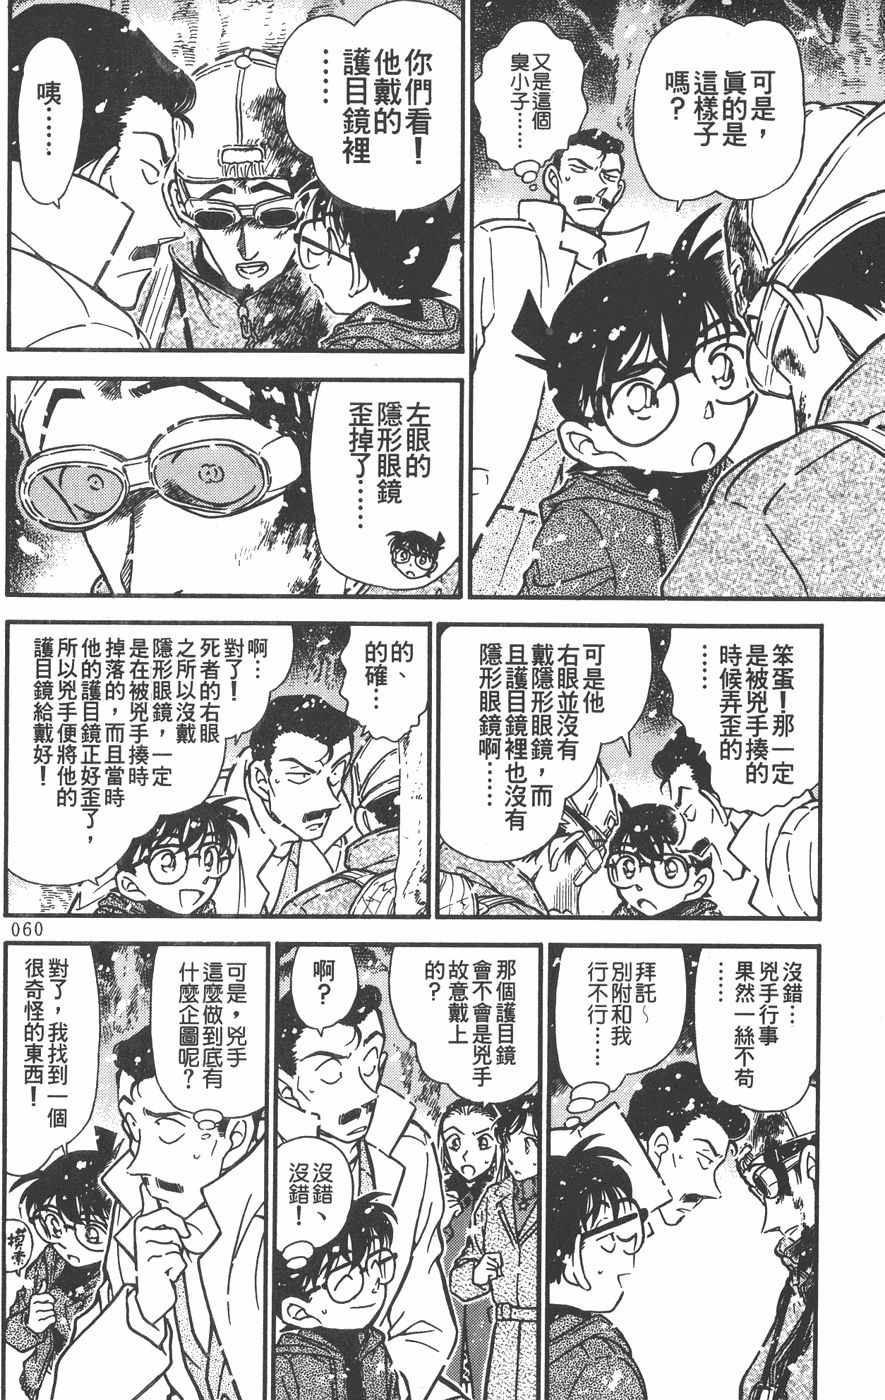 可是，
真的是
這樣子
嗎？
又是這個
臭小子……
你們看！
他戴的
護目鏡裡
……
咦……
左眼的
隱形眼鏡
歪掉了……
笨蛋！那一定
是被兇手揍的
時候弄歪的
可是他
右眼並沒有
戴隱形眼鏡，而
且護目鏡裡也沒有
隱形眼鏡啊……
的、
的確…
啊…
對了！
死者的右眼
之所以沒戴
隱形眼鏡，一定
是在被兇手揍時
掉落的，而且當時
他的護目鏡正好歪了，
所以兇手便將他的
護目鏡給戴好！
060
沒錯…
兇手行事
果然一絲不苟
……
拜託～
別附和我
行不行……
那個護目鏡
會不會是兇手
故意戴上
的？
啊？
沒錯、
沒錯！
可是，兇手
這麼做到底有
什麼企圖呢？
對了，我找到一個
很奇怪的東西！
摸索